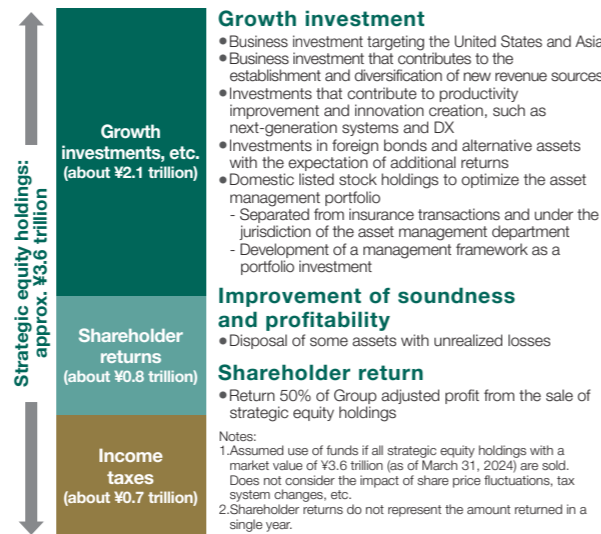 Strategic equity holdings:
approx. ¥3.6 trillion
Growth
investments, etc.
(about ¥2.1 trillion)
Shareholder
returns
(about ¥0.8 trillion)
Income
taxes
(about ¥0.7 trillion)
Growth investment
●Business investment targeting the United States and Asia
●Business investment that contributes to the
establishment and diversification of new revenue sources
●Investments that contribute to productivity
improvement and innovation creation, such as
next-generation systems and DX
●Investments in foreign bonds and alternative assets
with the expectation of additional returns
●Domestic listed stock holdings to optimize the asset
management portfolio
- Separated from insurance transactions and under the
jurisdiction of the asset management department
- Development of a management framework as a
portfolio investment
Improvement of soundness
and profitability
●Disposal of some assets with unrealized losses
Shareholder return
●Return 50% of Group adjusted profit from the sale of
strategic equity holdings
Notes:
1.Assumed use of funds if all strategic equity holdings with a
market value of ¥3.6 trillion (as of March 31, 2024) are sold.
Does not consider the impact of share price fluctuations, tax
system changes, etc.
2.Shareholder returns do not represent the amount returned in a
single year.